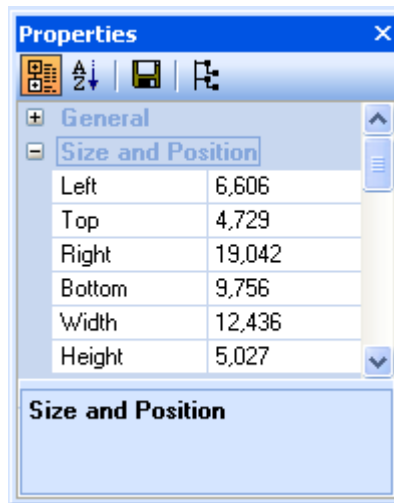 Properties
General
Size and Position
Left 6,606
Top 4,729
Right 19,042
Bottom 9,756
Width 12,436
Height 5,027
Size and Position